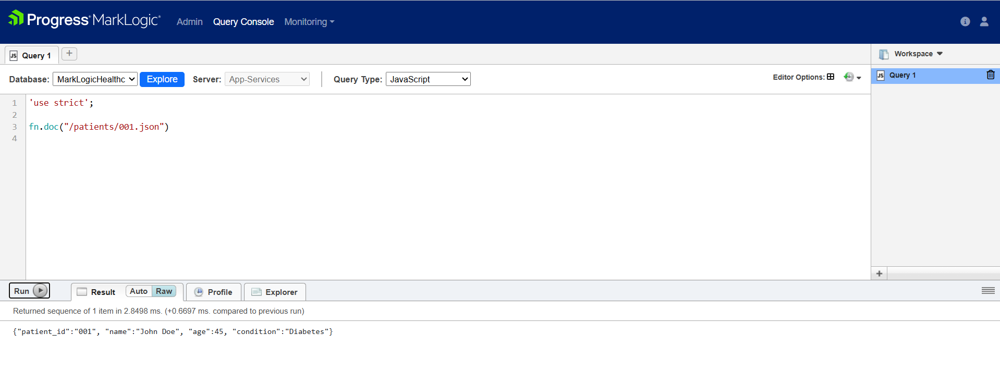 Progress® MarkLogic®
Admin
Query Console
Monitoring
JS Query 1
+
Workspace
Database: MarkLogicHealthc Explore Server: App-Services Query Type: JavaScript
Editor Options:
JS Query 1
1 'use strict';
2
3 fn.doc("/patients/001.json")
4
+
Run
Result Auto Raw
Profile
Explorer
Returned sequence of 1 item in 2.8498 ms. (+0.6697 ms. compared to previous run)
{"patient_id":"001", "name":"John Doe", "age":45, "condition":"Diabetes"}